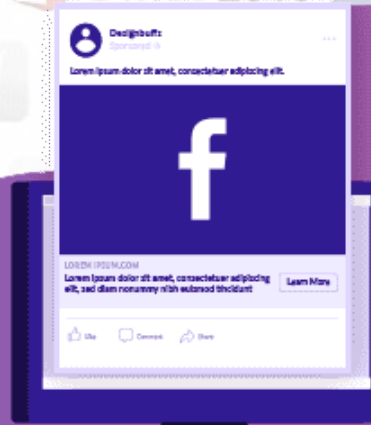 Designbuffs
Sponsored
Lorem ipsum dolor sit amet, consectetuer adipiscing elit.
f
LOREM IPSUM.COM
Lorem ipsum dolor sit amet, consectetuer adipiscing
elit, sed diam nonummy nibh euismod tincidunt
Learn More
Like
Comment
Share